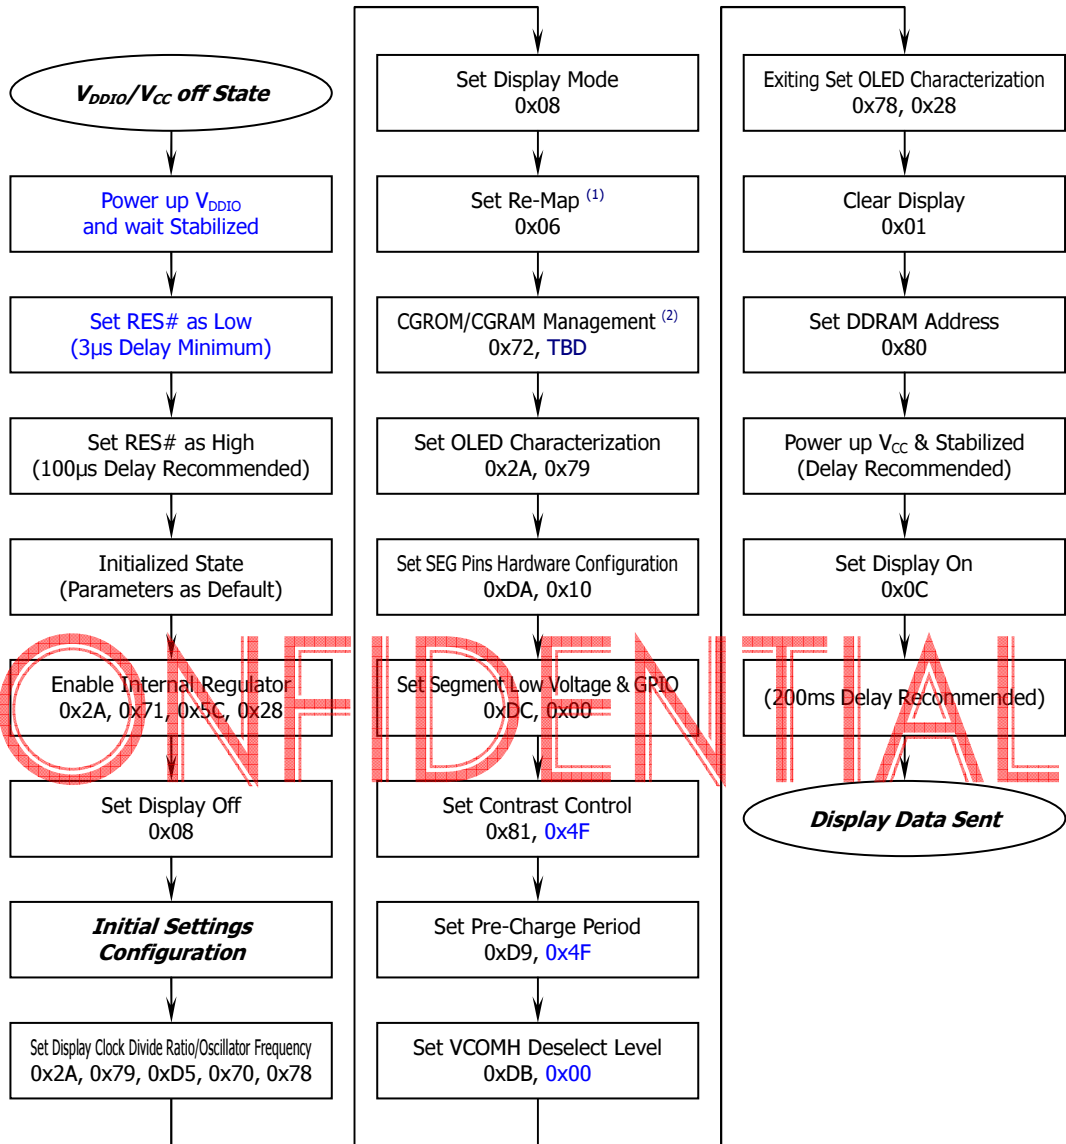 V_DDIO/V_CC off State
Power up V_DDIO
and wait Stabilized
Set RES# as Low
(3µs Delay Minimum)
Set RES# as High
(100µs Delay Recommended)
Initialized State
(Parameters as Default)
Enable Internal Regulator
0x2A, 0x71, 0x5C, 0x28
Set Display Off
0x08
Initial Settings
Configuration
Set Display Clock Divide Ratio/Oscillator Frequency
0x2A, 0x79, 0xD5, 0x70, 0x78
Set Display Mode
0x08
Set Re-Map (1)
0x06
CGROM/CGRAM Management (2)
0x72, TBD
Set OLED Characterization
0x2A, 0x79
Set SEG Pins Hardware Configuration
0xDA, 0x10
Set Segment Low Voltage & GPIO
0xDC, 0x00
Set Contrast Control
0x81, 0x4F
Set Pre-Charge Period
0xD9, 0x4F
Set VCOMH Deselect Level
0xDB, 0x00
Exiting Set OLED Characterization
0x78, 0x28
Clear Display
0x01
Set DDRAM Address
0x80
Power up V_CC & Stabilized
(Delay Recommended)
Set Display On
0x0C
(200ms Delay Recommended)
Display Data Sent
ONFIDENTIAL